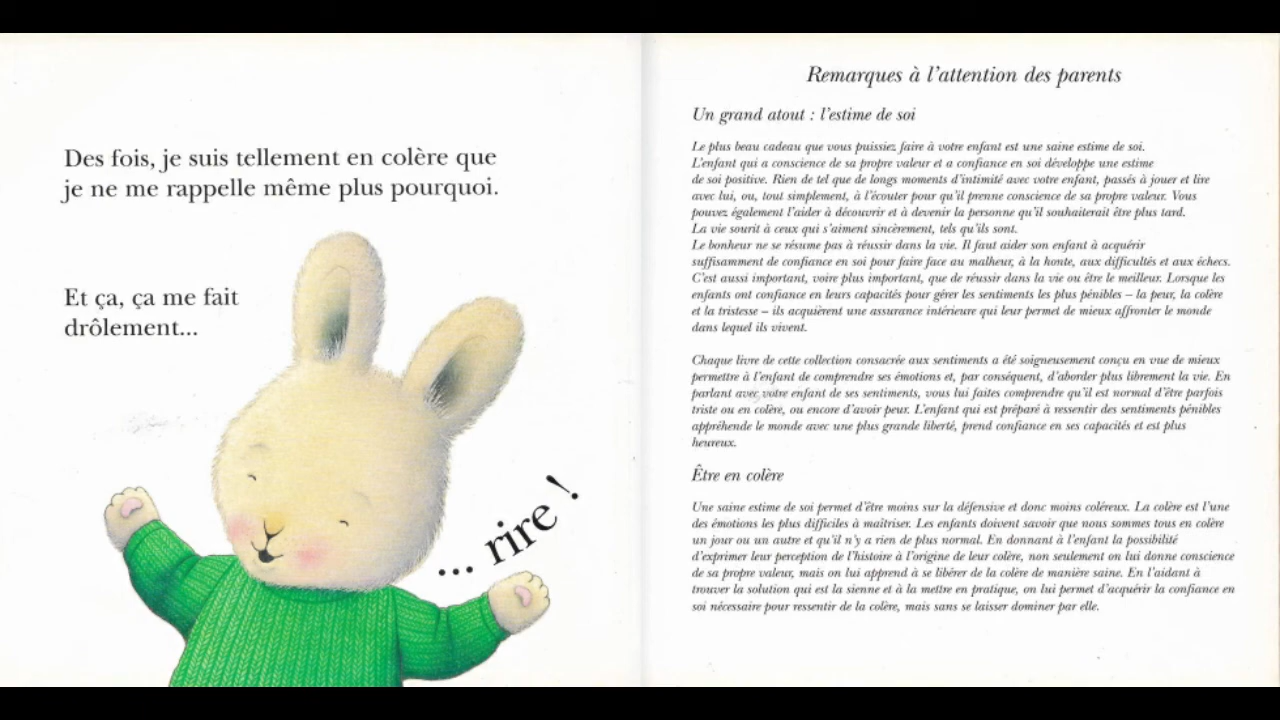 Des fois, je suis tellement en colère que
je ne me rappelle même plus pourquoi.
Et ça, ça me fait
drôlement...
... rire !
Remarques à l'attention des parents
Un grand atout : l'estime de soi
Le plus beau cadeau que vous puissiez faire à votre enfant est une saine estime de soi.
L'enfant qui a conscience de sa propre valeur et a confiance en soi développe une estime
de soi positive. Rien de tel que de longs moments d'intimité avec votre enfant, passés à jouer et lire
avec lui, ou, tout simplement, à l'écouter pour qu'il prenne conscience de sa propre valeur. Vous
pouvez également l'aider à découvrir et à devenir la personne qu'il souhaiterait être plus tard.
La vie sourit à ceux qui s'aiment sincèrement, tels qu'ils sont.
Le bonheur ne se résume pas à réussir dans la vie. Il faut aider son enfant à acquérir
suffisamment de confiance en soi pour faire face au malheur, à la honte, aux difficultés et aux échecs.
C'est aussi important, voire plus important, que de réussir dans la vie ou être le meilleur. Lorsque les
enfants ont confiance en leurs capacités pour gérer les sentiments les plus pénibles – la peur, la colère
et la tristesse – ils acquièrent une assurance intérieure qui leur permet de mieux affronter le monde
dans lequel ils vivent.
Chaque livre de cette collection consacrée aux sentiments a été soigneusement conçu en vue de mieux
permettre à l'enfant de comprendre ses émotions et, par conséquent, d'aborder plus librement la vie. En
parlant avec votre enfant de ses sentiments, vous lui faites comprendre qu'il est normal d'être parfois
triste ou en colère, ou encore d'avoir peur. L'enfant qui est préparé à ressentir des sentiments pénibles
appréhende le monde avec une plus grande liberté, prend confiance en ses capacités et est plus
heureux.
Être en colère
Une saine estime de soi permet d'être moins sur la défensive et donc moins coléreux. La colère est l'une
des émotions les plus difficiles à maîtriser. Les enfants doivent savoir que nous sommes tous en colère
un jour ou un autre et qu'il n'y a rien de plus normal. En donnant à l'enfant la possibilité
d'exprimer leur perception de l'histoire à l'origine de leur colère, non seulement on lui donne conscience
de sa propre valeur, mais on lui apprend à se libérer de la colère de manière saine. En l'aidant à
trouver la solution qui est la sienne et à la mettre en pratique, on lui permet d'acquérir la confiance en
soi nécessaire pour ressentir de la colère, mais sans se laisser dominer par elle.